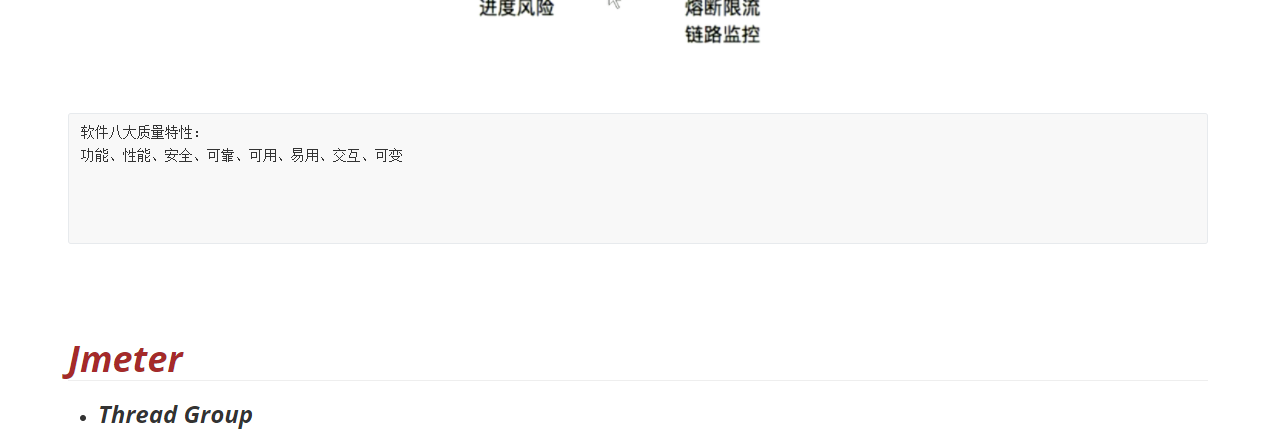 进度风险
熔断限流
链路监控
软件八大质量特性：
功能、性能、安全、可靠、可用、易用、交互、可变
Jmeter
Thread Group